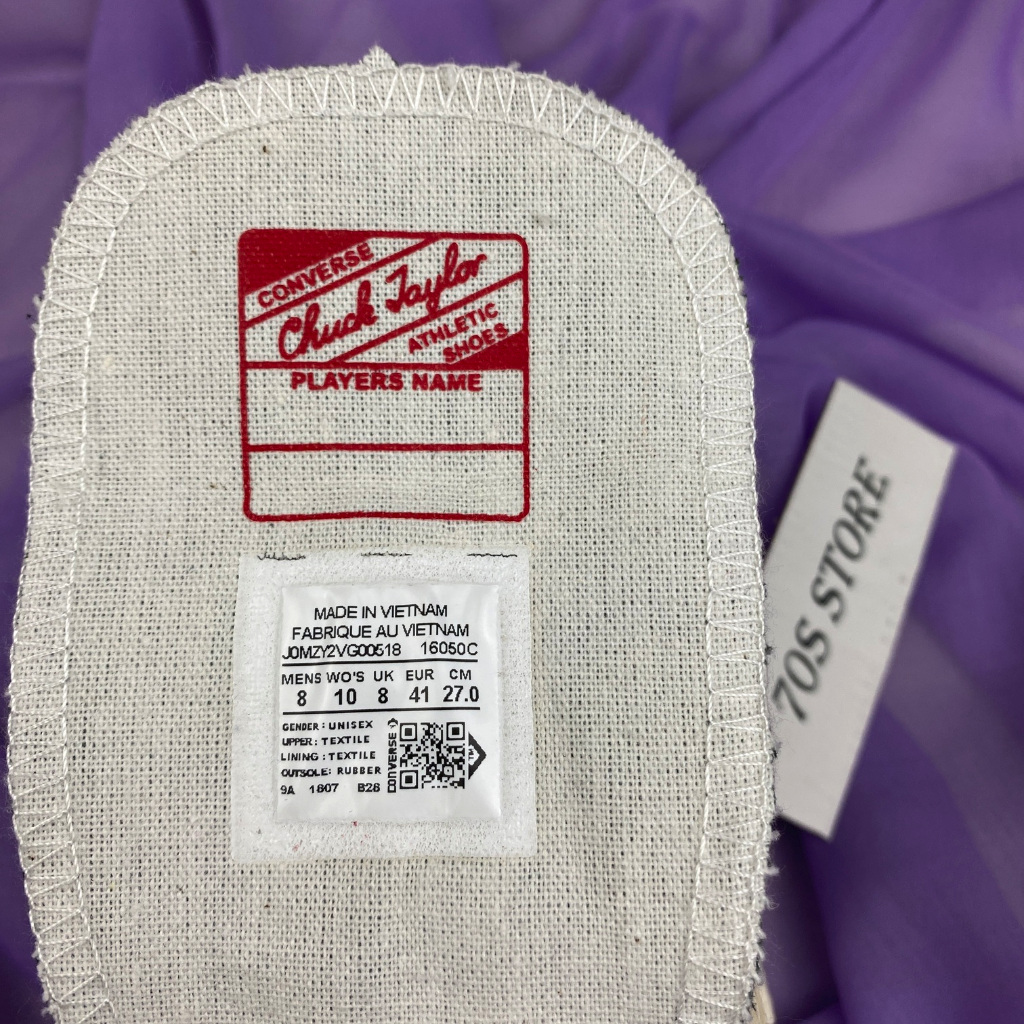 CONVERSE
Chuck Taylor
ATHLETIC
SHOES
PLAYERS NAME
MADE IN VIETNAM
FABRIQUE AU VIETNAM
J0MZY2VG00518 16050C
MENS WO'S UK EUR CM
8 10 8 41 27.0
GENDER : UNISEX
UPPER : TEXTILE
LINING : TEXTILE
OUTSOLE: RUBBER
9A 1807 B28
CONVERSE
70S STORE